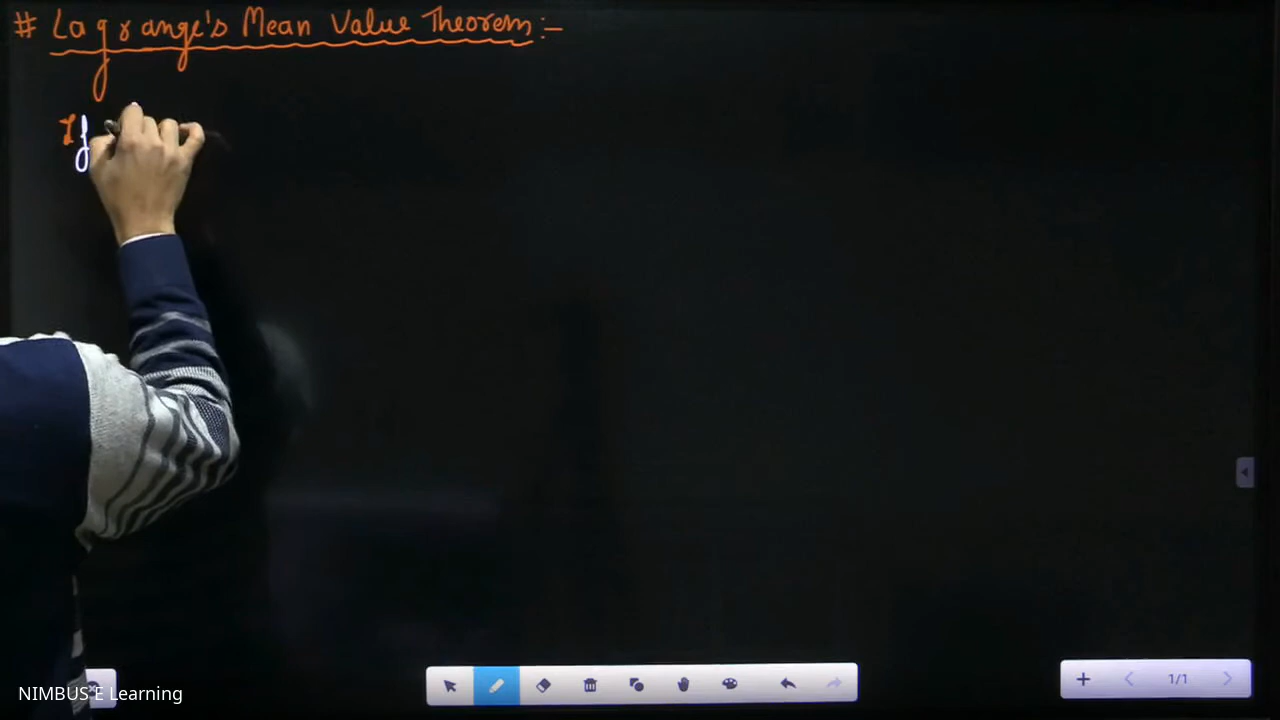 # Lagrange's Mean Value Theorem :-
If
1/1
NIMBUS E Learning